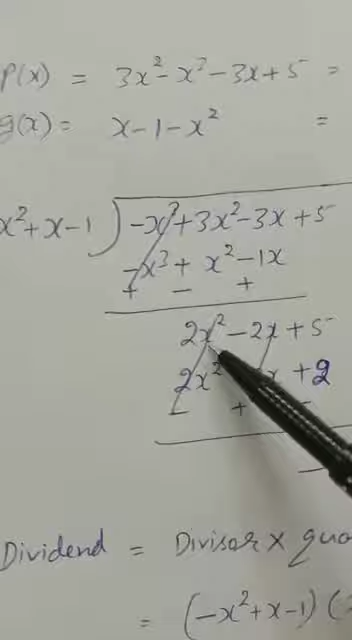 p(x) = 3x² - x³ - 3x + 5 =
g(x) = x - 1 - x² =
x² + x - 1 ) -x³ + 3x² - 3x + 5
-x³ + x² - 1x
+ - +
2x² - 2x + 5
2x² x + 2
- + -
Dividend = Divisor ×
= (-x² + x - 1) (